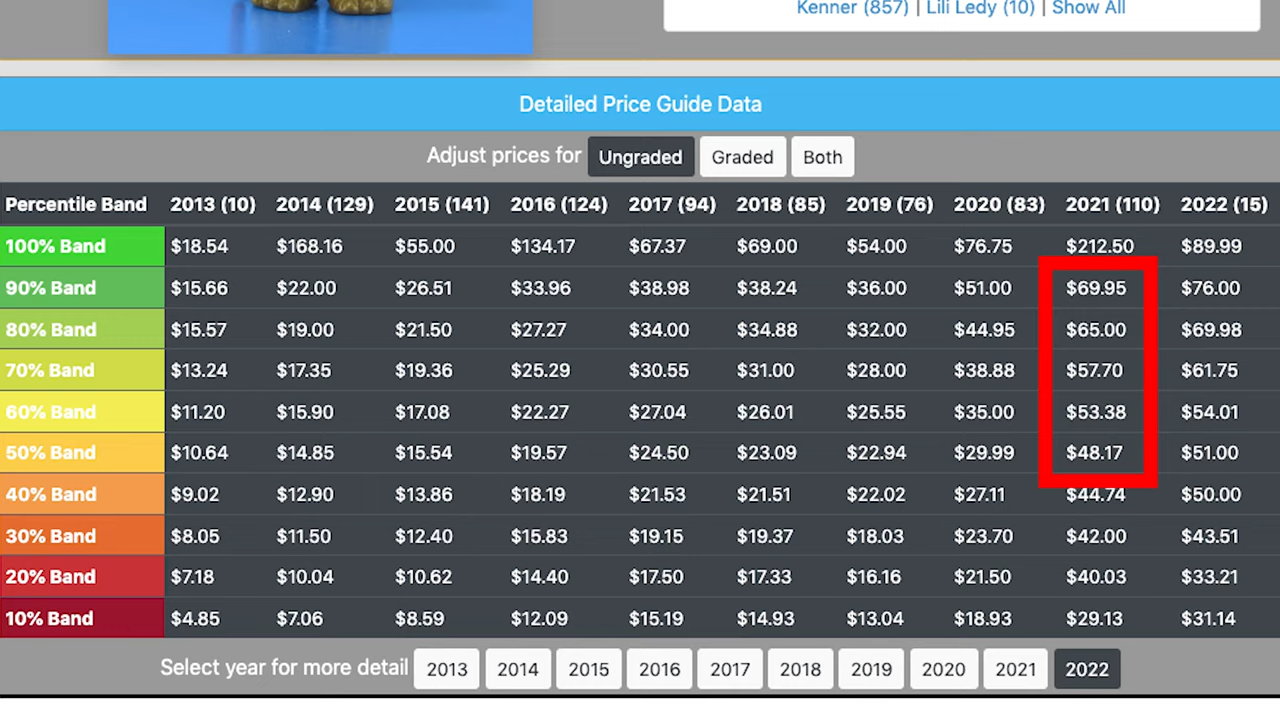 Kenner (857) | Lili Ledy (10) | Show All
Detailed Price Guide Data
Adjust prices for Ungraded Graded Both
Percentile Band 2013 (10) 2014 (129) 2015 (141) 2016 (124) 2017 (94) 2018 (85) 2019 (76) 2020 (83) 2021 (110) 2022 (15)
100% Band $18.54 $168.16 $55.00 $134.17 $67.37 $69.00 $54.00 $76.75 $212.50 $89.99
90% Band $15.66 $22.00 $26.51 $33.96 $38.98 $38.24 $36.00 $51.00 $69.95 $76.00
80% Band $15.57 $19.00 $21.50 $27.27 $34.00 $34.88 $32.00 $44.95 $65.00 $69.98
70% Band $13.24 $17.35 $19.36 $25.29 $30.55 $31.00 $28.00 $38.88 $57.70 $61.75
60% Band $11.20 $15.90 $17.08 $22.27 $27.04 $26.01 $25.55 $35.00 $53.38 $54.01
50% Band $10.64 $14.85 $15.54 $19.57 $24.50 $23.09 $22.94 $29.99 $48.17 $51.00
40% Band $9.02 $12.90 $13.86 $18.19 $21.53 $21.51 $22.02 $27.11 $44.74 $50.00
30% Band $8.05 $11.50 $12.40 $15.83 $19.15 $19.37 $18.03 $23.70 $42.00 $43.51
20% Band $7.18 $10.04 $10.62 $14.40 $17.50 $17.33 $16.16 $21.50 $40.03 $33.21
10% Band $4.85 $7.06 $8.59 $12.09 $15.19 $14.93 $13.04 $18.93 $29.13 $31.14
Select year for more detail 2013 2014 2015 2016 2017 2018 2019 2020 2021 2022